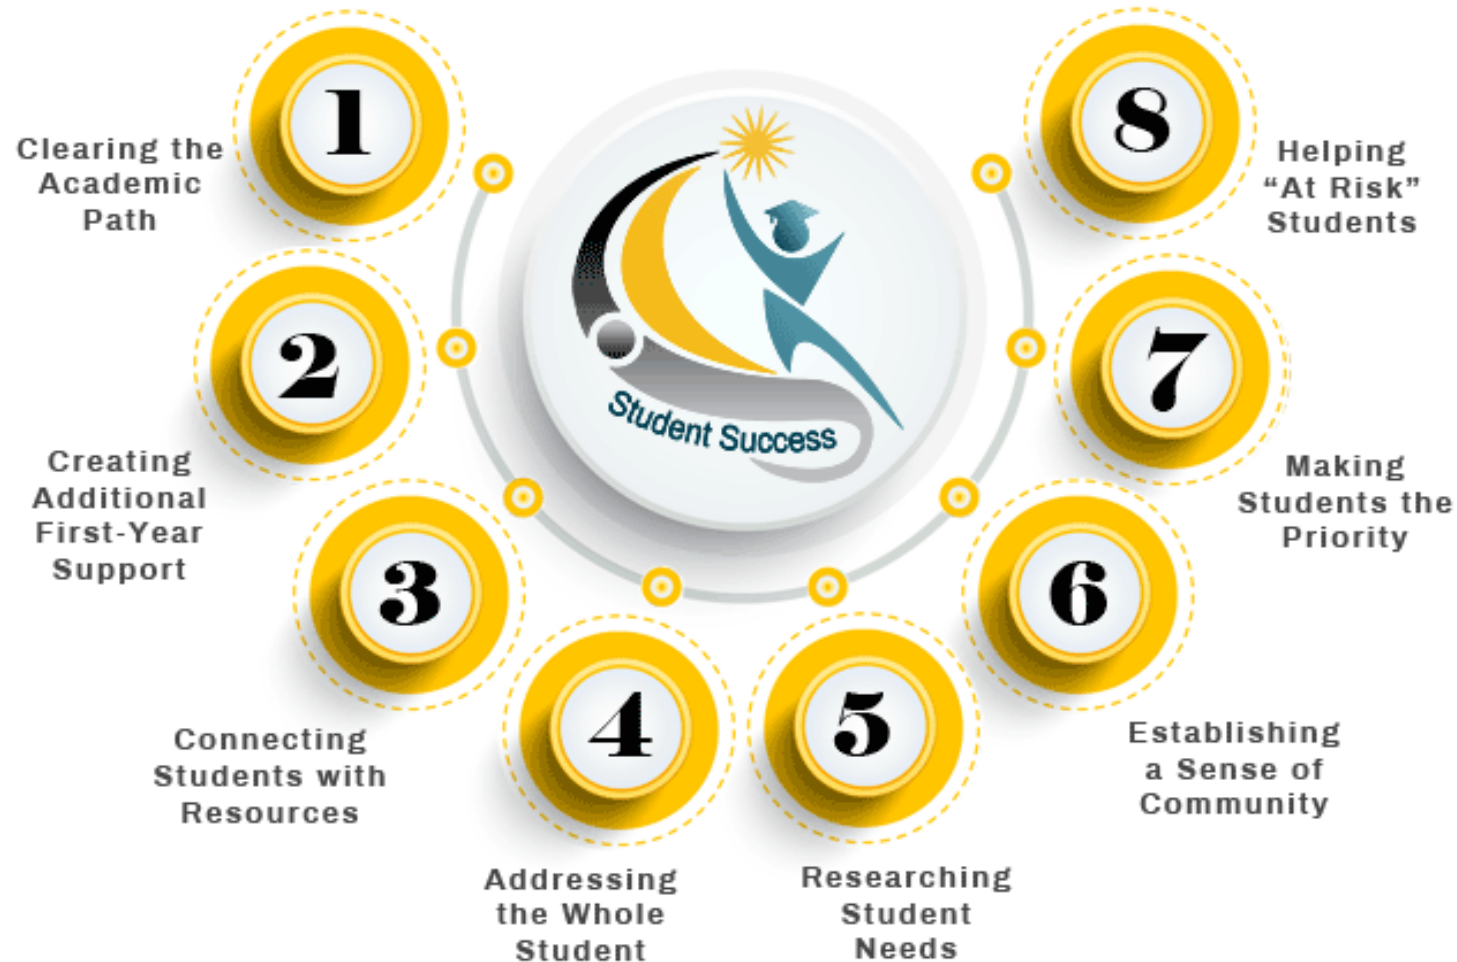 1
Clearing the
Academic
Path
2
Creating
Additional
First-Year
Support
3
Connecting
Students with
Resources
4
Addressing
the Whole
Student
5
Researching
Student
Needs
6
Establishing
a Sense of
Community
7
Making
Students the
Priority
8
Helping
“At Risk”
Students
Student Success